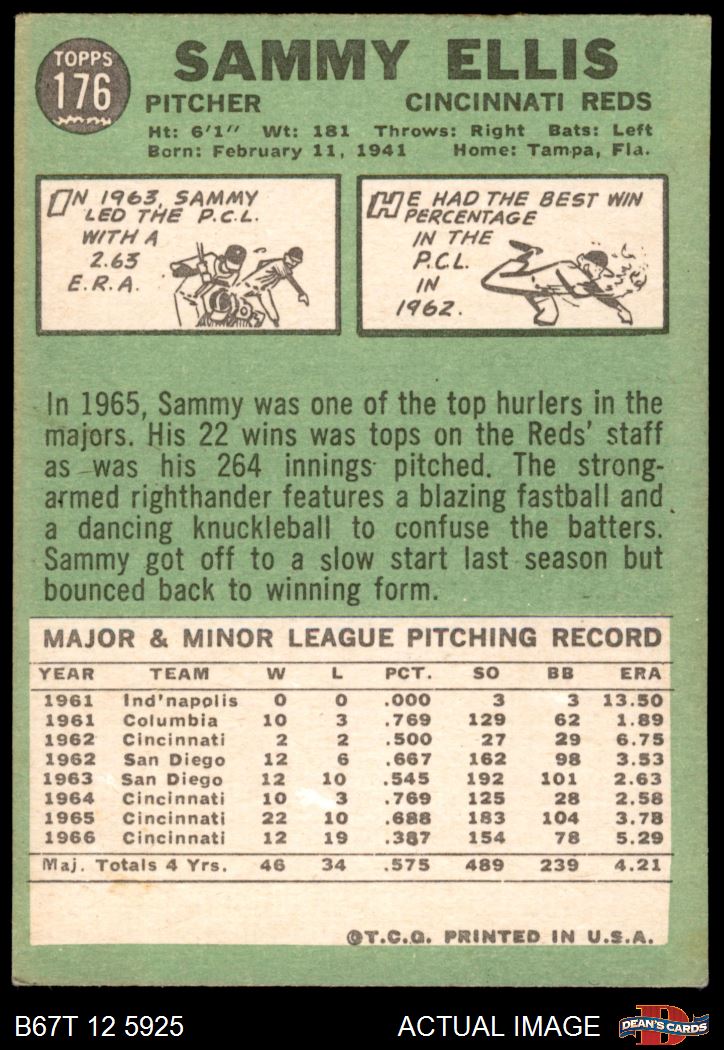 TOPPS
176
SAMMY ELLIS
PITCHER CINCINNATI REDS
Ht: 6'1" Wt: 181 Throws: Right Bats: Left
Born: February 11, 1941 Home: Tampa, Fla.
IN 1963, SAMMY
LED THE P.C.L.
WITH A
2.63
E.R.A.
HE HAD THE BEST WIN
PERCENTAGE
IN THE
P.C.L.
IN
1962.
In 1965, Sammy was one of the top hurlers in the
majors. His 22 wins was tops on the Reds' staff
as was his 264 innings pitched. The strong-
armed righthander features a blazing fastball and
a dancing knuckleball to confuse the batters.
Sammy got off to a slow start last season but
bounced back to winning form.
MAJOR & MINOR LEAGUE PITCHING RECORD
YEAR TEAM W L PCT. SO BB ERA
1961 Ind'napolis 0 0 .000 3 3 13.50
1961 Columbia 10 3 .769 129 62 1.89
1962 Cincinnati 2 2 .500 27 29 6.75
1962 San Diego 12 6 .667 162 98 3.53
1963 San Diego 12 10 .545 192 101 2.63
1964 Cincinnati 10 3 .769 125 28 2.58
1965 Cincinnati 22 10 .688 183 104 3.78
1966 Cincinnati 12 19 .387 154 78 5.29
Maj. Totals 4 Yrs. 46 34 .575 489 239 4.21
©T.C.G. PRINTED IN U.S.A.
B67T 12 5925 ACTUAL IMAGE
D
DEAN'S CARDS